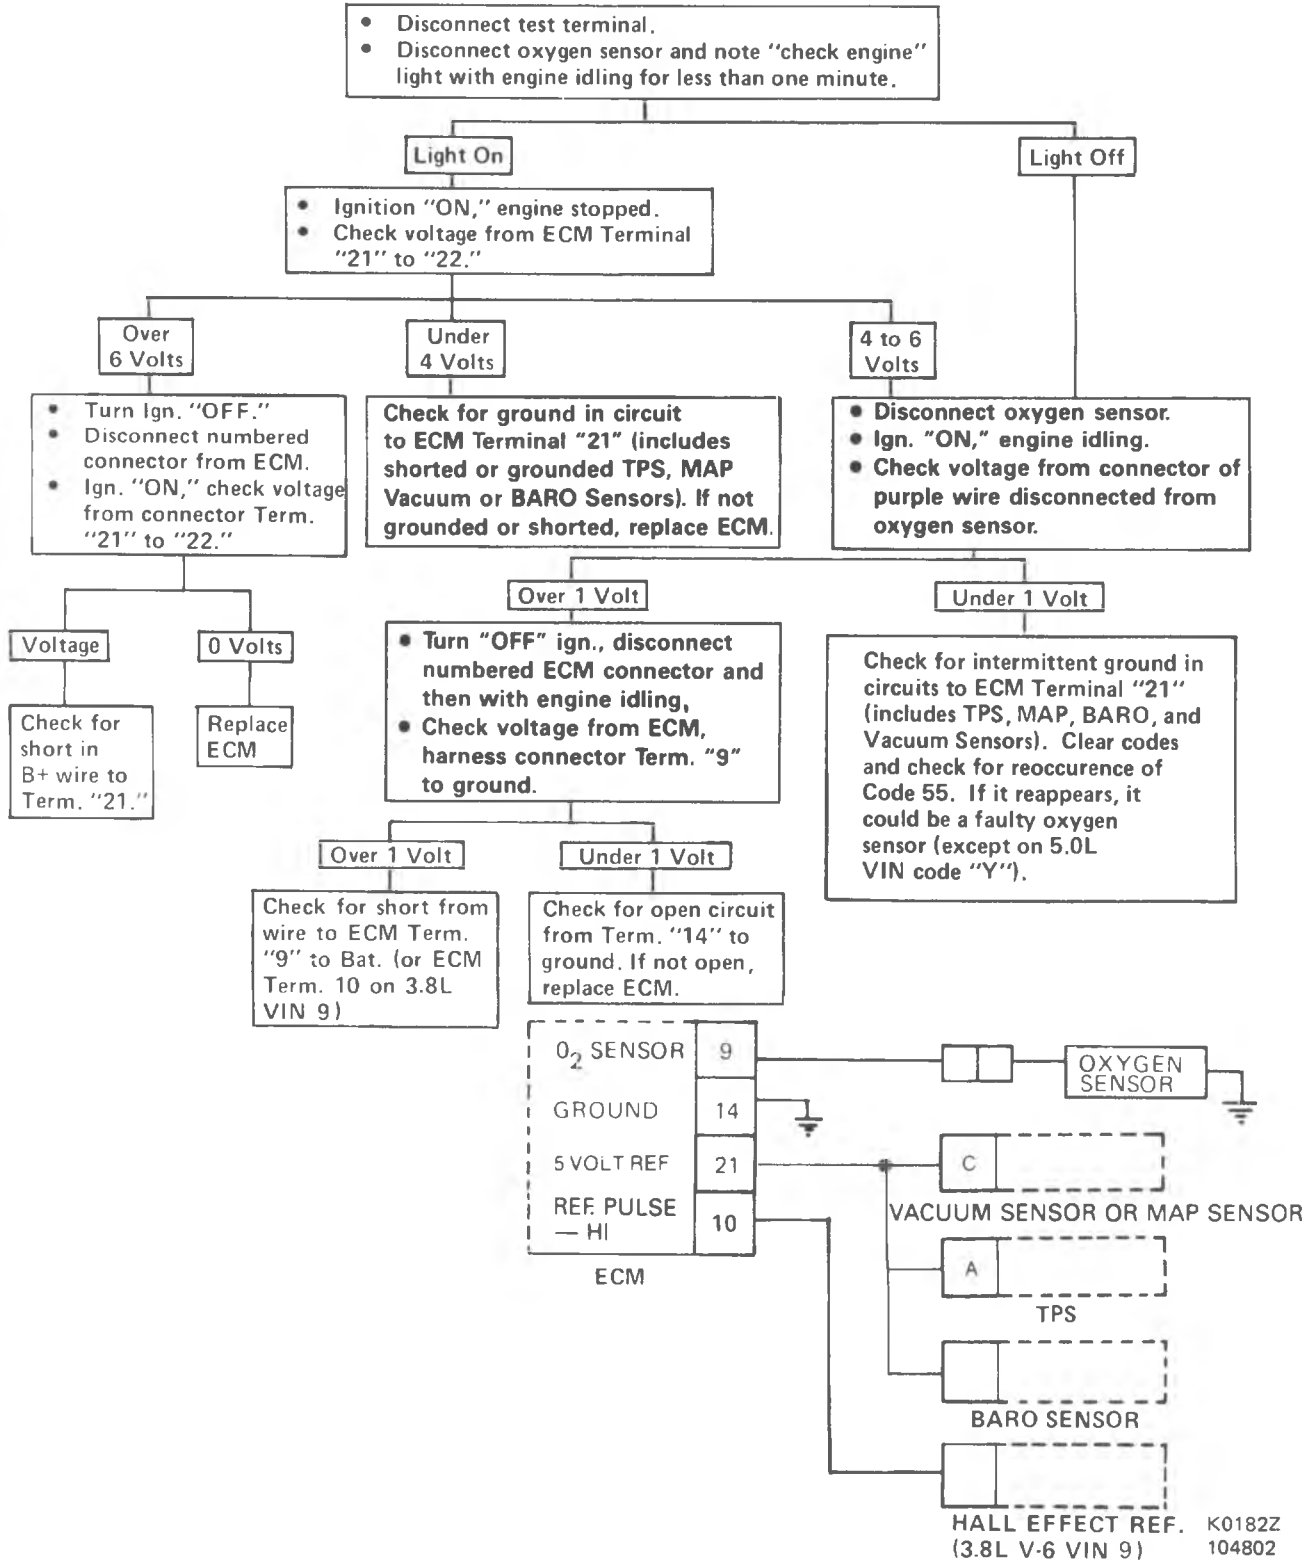 • Disconnect test terminal.
• Disconnect oxygen sensor and note "check engine"
light with engine idling for less than one minute.
Light On
Light Off
• Ignition "ON," engine stopped.
• Check voltage from ECM Terminal
"21" to "22."
Over
6 Volts
Under
4 Volts
4 to 6
Volts
• Turn Ign. "OFF."
• Disconnect numbered
connector from ECM.
• Ign. "ON," check voltage
from connector Term.
"21" to "22."
Check for ground in circuit
to ECM Terminal "21" (includes
shorted or grounded TPS, MAP
Vacuum or BARO Sensors). If not
grounded or shorted, replace ECM.
• Disconnect oxygen sensor.
• Ign. "ON," engine idling.
• Check voltage from connector of
purple wire disconnected from
oxygen sensor.
Voltage
0 Volts
Over 1 Volt
Under 1 Volt
Check for
short in
B+ wire to
Term. "21."
Replace
ECM
• Turn "OFF" ign., disconnect
numbered ECM connector and
then with engine idling,
• Check voltage from ECM,
harness connector Term. "9"
to ground.
Check for intermittent ground in
circuits to ECM Terminal "21"
(includes TPS, MAP, BARO, and
Vacuum Sensors). Clear codes
and check for reoccurence of
Code 55. If it reappears, it
could be a faulty oxygen
sensor (except on 5.0L
VIN code "Y").
Over 1 Volt
Under 1 Volt
Check for short from
wire to ECM Term.
"9" to Bat. (or ECM
Term. 10 on 3.8L
VIN 9)
Check for open circuit
from Term. "14" to
ground. If not open,
replace ECM.
O2 SENSOR 9
GROUND 14
5 VOLT REF 21
REF. PULSE
— HI 10
ECM
OXYGEN
SENSOR
C
VACUUM SENSOR OR MAP SENSOR
A
TPS
BARO SENSOR
HALL EFFECT REF.
(3.8L V-6 VIN 9)
K0182Z
104802